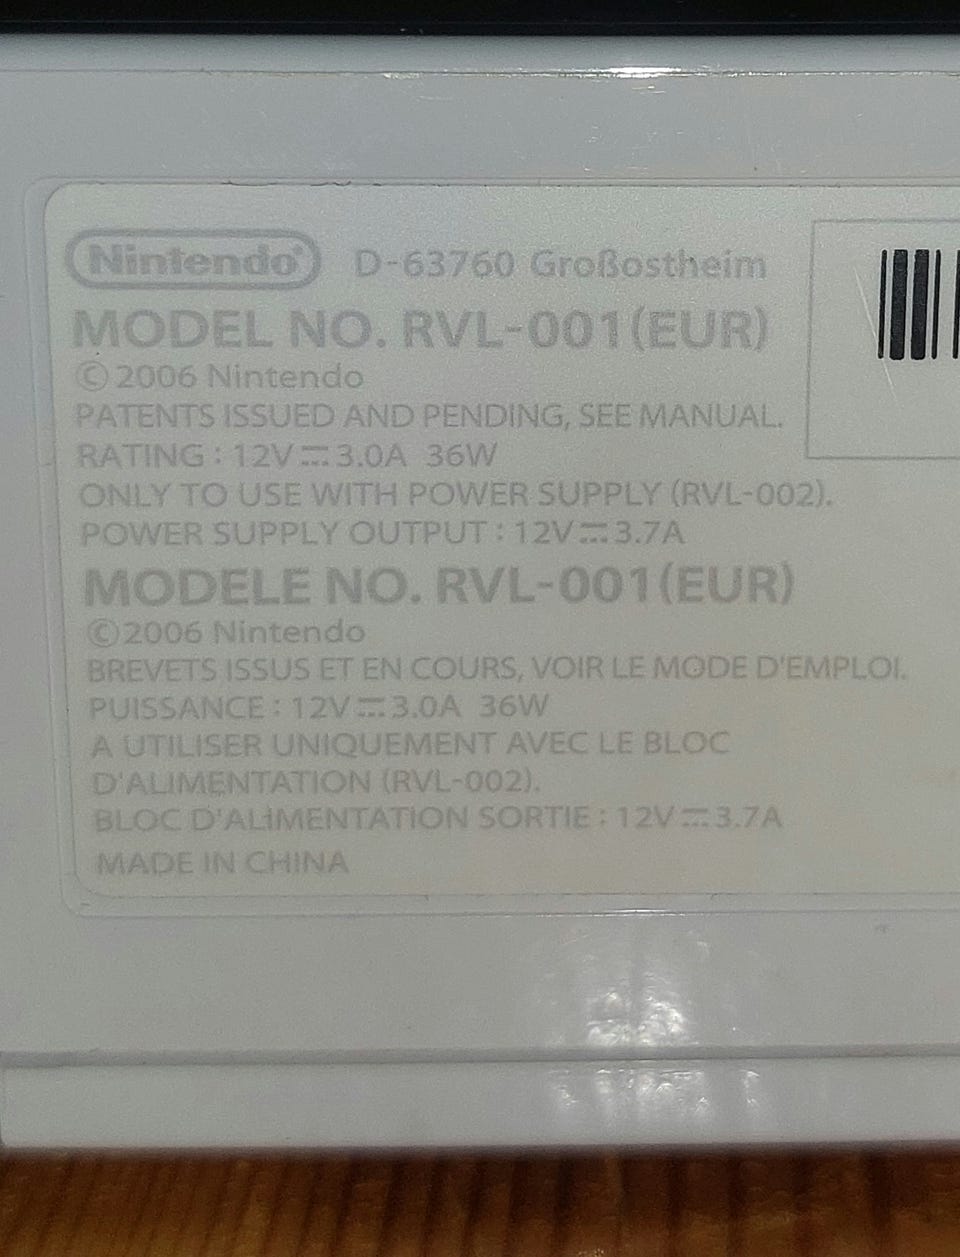 Nintendo® D-63760 Großostheim
MODEL NO. RVL-001(EUR)
© 2006 Nintendo
PATENTS ISSUED AND PENDING, SEE MANUAL.
RATING : 12V⎓3.0A 36W
ONLY TO USE WITH POWER SUPPLY (RVL-002).
POWER SUPPLY OUTPUT : 12V⎓3.7A
MODELE NO. RVL-001(EUR)
©2006 Nintendo
BREVETS ISSUS ET EN COURS, VOIR LE MODE D'EMPLOI.
PUISSANCE : 12V⎓3.0A 36W
A UTILISER UNIQUEMENT AVEC LE BLOC
D'ALIMENTATION (RVL-002).
BLOC D'ALIMENTATION SORTIE : 12V⎓3.7A
MADE IN CHINA